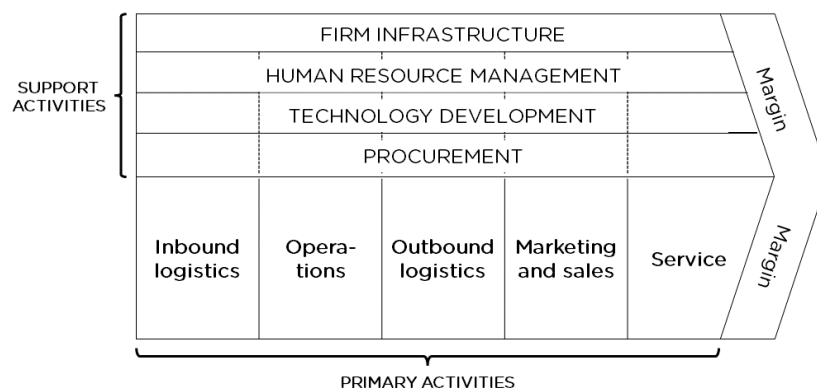 FIRM INFRASTRUCTURE
HUMAN RESOURCE MANAGEMENT
SUPPORT
ACTIVITIES
TECHNOLOGY DEVELOPMENT
PROCUREMENT
Margin
Inbound
logistics
Opera-
tions
Outbound
logistics
Marketing
and sales
Service
Margin
PRIMARY ACTIVITIES